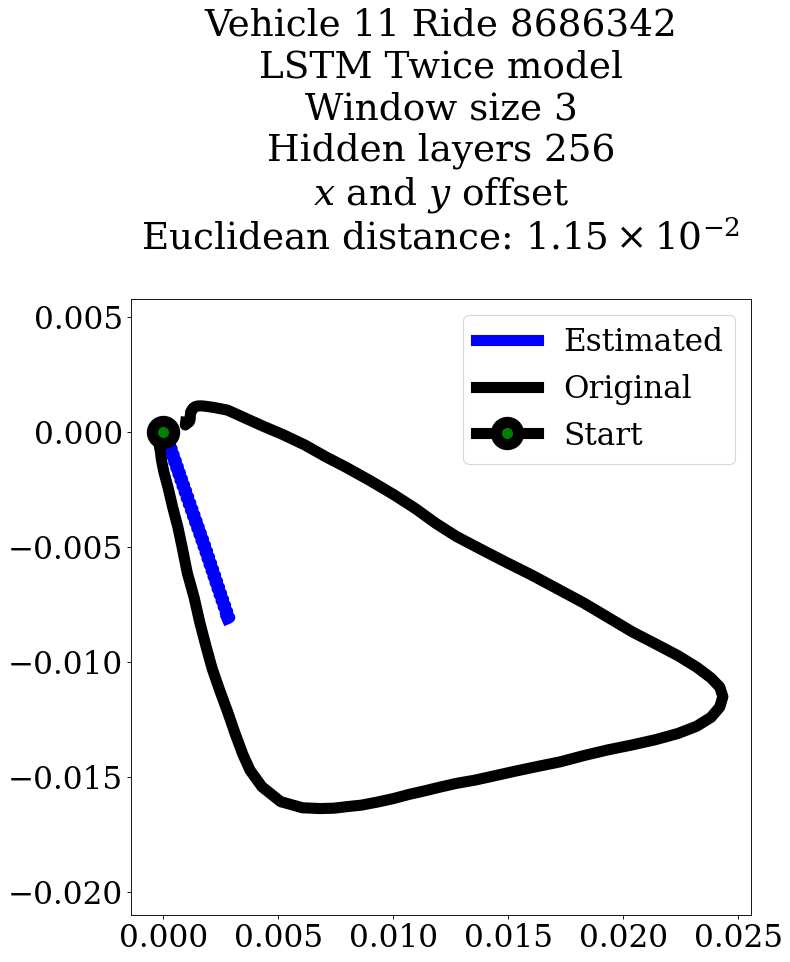 Vehicle 11 Ride 8686342
LSTM Twice model
Window size 3
Hidden layers 256
x and y offset
Euclidean distance: 1.15 × 10⁻²
0.005
0.000
−0.005
−0.010
−0.015
−0.020
Estimated
Original
Start
0.000 0.005 0.010 0.015 0.020 0.025